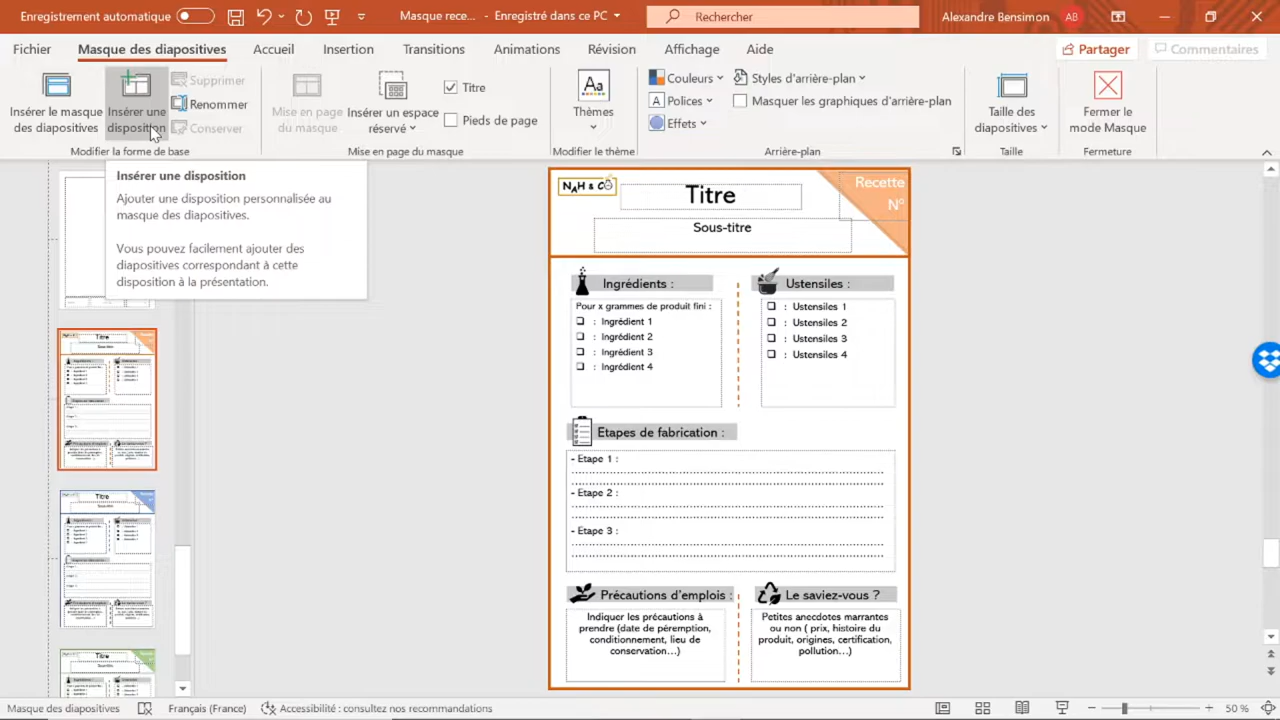 Enregistrement automatique
Masque rece... - Enregistré dans ce PC
Rechercher
Alexandre Bensimon
AB
Fichier
Masque des diapositives
Accueil
Insertion
Transitions
Animations
Révision
Affichage
Aide
Partager
Commentaires
Insérer le masque
des diapositives
Insérer une
disposition
Supprimer
Renommer
Conserver
Modifier la forme de base
Mise en page
du masque
Insérer un espace
réservé
Titre
Pieds de page
Mise en page du masque
Aa
Thèmes
Modifier le thème
Couleurs
A Polices
Effets
Styles d'arrière-plan
Masquer les graphiques d'arrière-plan
Arrière-plan
Taille des
diapositives
Taille
Fermer le
mode Masque
Fermeture
Insérer une disposition
Ajouter une disposition personnalisée au
masque des diapositives.
Vous pouvez facilement ajouter des
diapositives correspondant à cette
disposition à la présentation.
Titre
Sous-titre
Titre
Titre
NAH & CÔ
Titre
Recette
N°
Sous-titre
Ingrédients :
Pour x grammes de produit fini :
: Ingrédient 1
: Ingrédient 2
: Ingrédient 3
: Ingrédient 4
Ustensiles :
: Ustensiles 1
: Ustensiles 2
: Ustensiles 3
: Ustensiles 4
Etapes de fabrication :
- Etape 1 :
- Etape 2 :
- Etape 3 :
Précautions d'emplois :
Indiquer les précautions à
prendre (date de péremption,
conditionnement, lieu de
conservation...)
Le saviez-vous ?
Petites anecdotes marrantes
ou non ( prix, histoire du
produit, origines, certification,
pollution...)
Masque des diapositives
Français (France)
Accessibilité : consultez nos recommandations
50 %